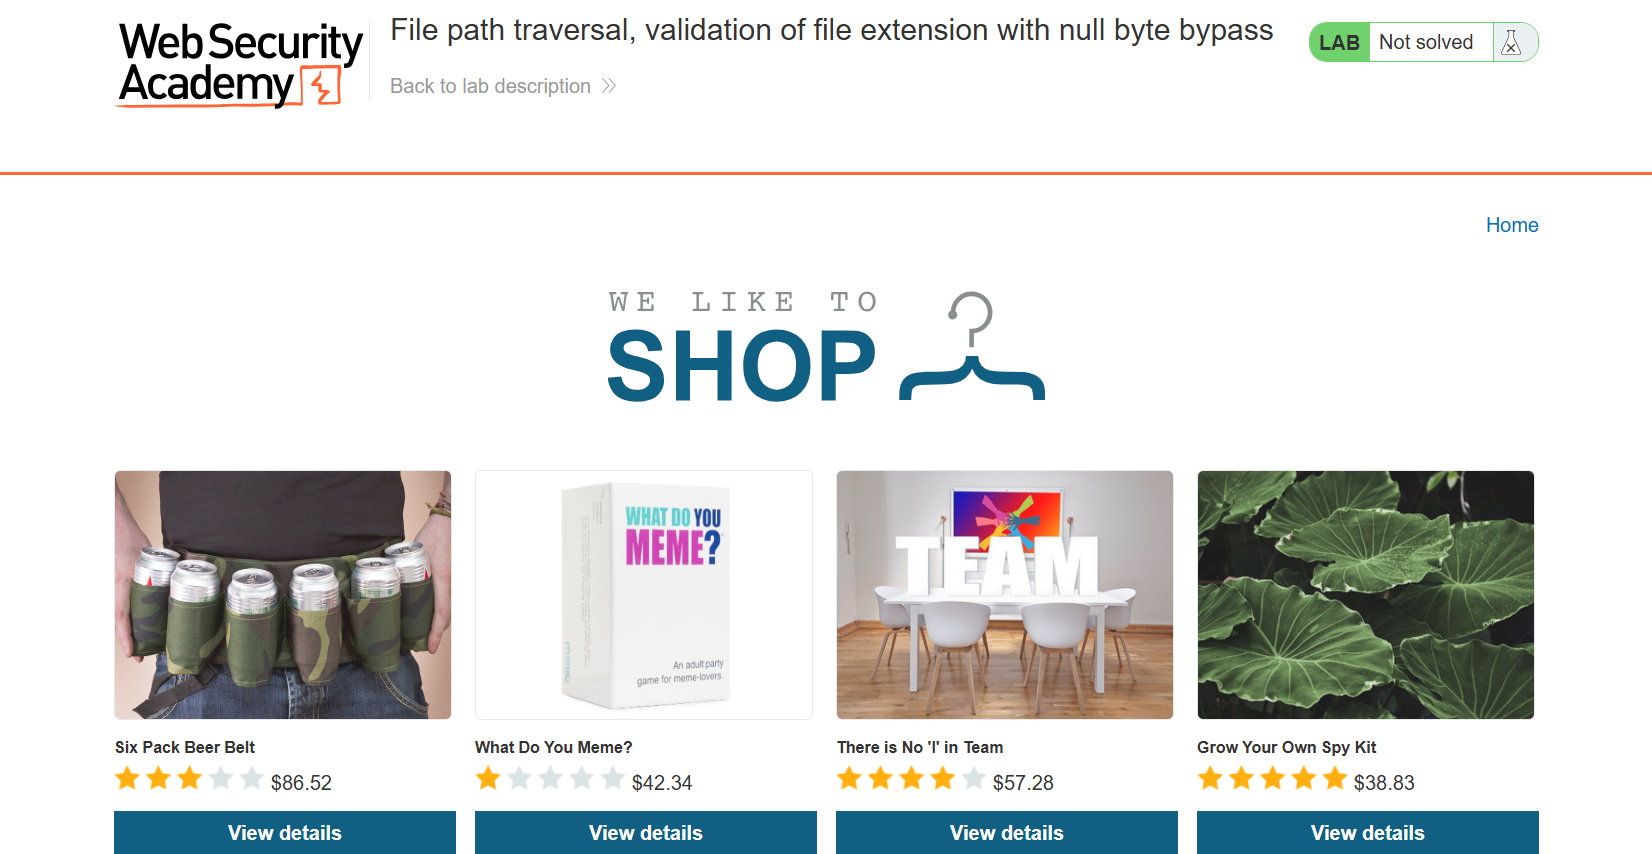 Web Security
Academy
File path traversal, validation of file extension with null byte bypass
Back to lab description
LAB Not solved
Home
WE LIKE TO
SHOP
WHAT DO YOU
MEME?
An adult party
game for meme-lovers.
TEAM
Six Pack Beer Belt
$86.52
View details
What Do You Meme?
$42.34
View details
There is No 'I' in Team
$57.28
View details
Grow Your Own Spy Kit
$38.83
View details